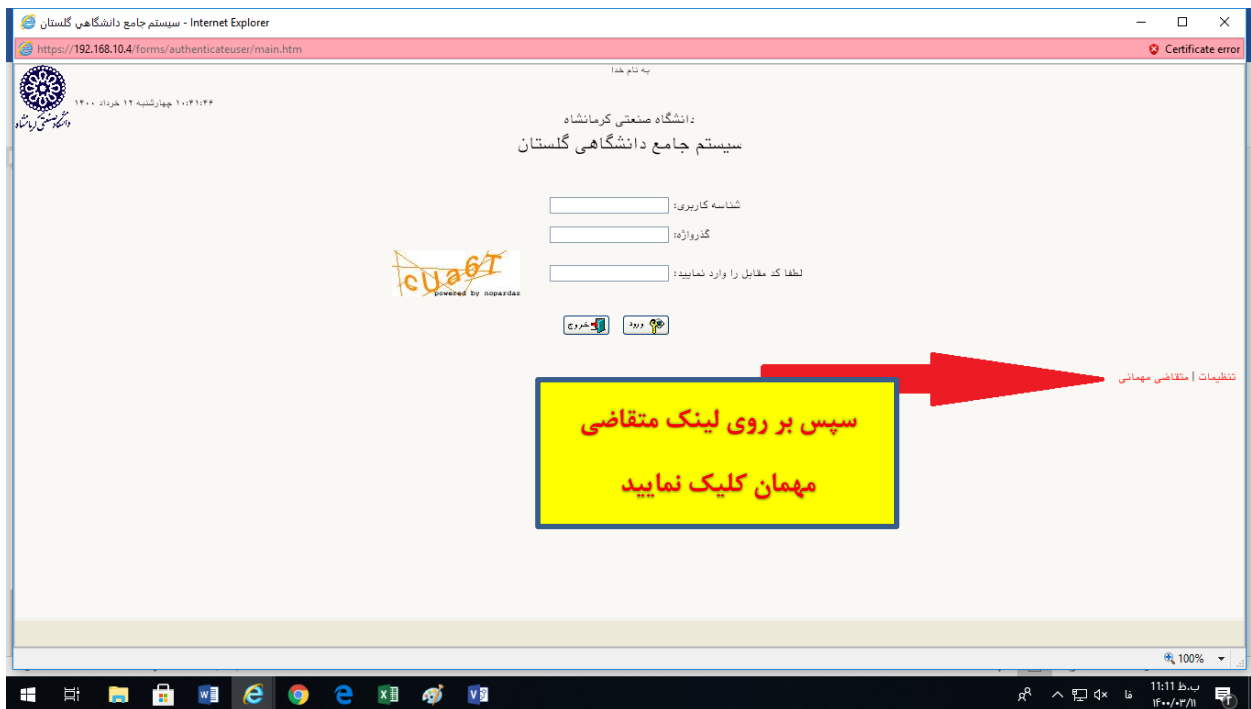 سیستم جامع دانشگاهی گلستان - Internet Explorer
https://192.168.10.4/forms/authenticateuser/main.htm
Certificate error
به نام خدا
۱۰:۴۱:۴۶ چهارشنبه ۱۲ خرداد ۱۴۰۰
دانشگاه صنعتی کرمانشاه
دانشگاه صنعتی کرمانشاه
سیستم جامع دانشگاهی گلستان
شناسه کاربری:
گذرواژه:
لطفا کد مقابل را وارد نمایید:
cUa6T
powered by nopardaz
ورود
خروج
تنظیمات | متقاضی مهمانی
سپس بر روی لینک متقاضی
مهمان کلیک نمایید
100%
فا
11:11 ب.ظ
۱۴۰۰/۰۳/۱۱